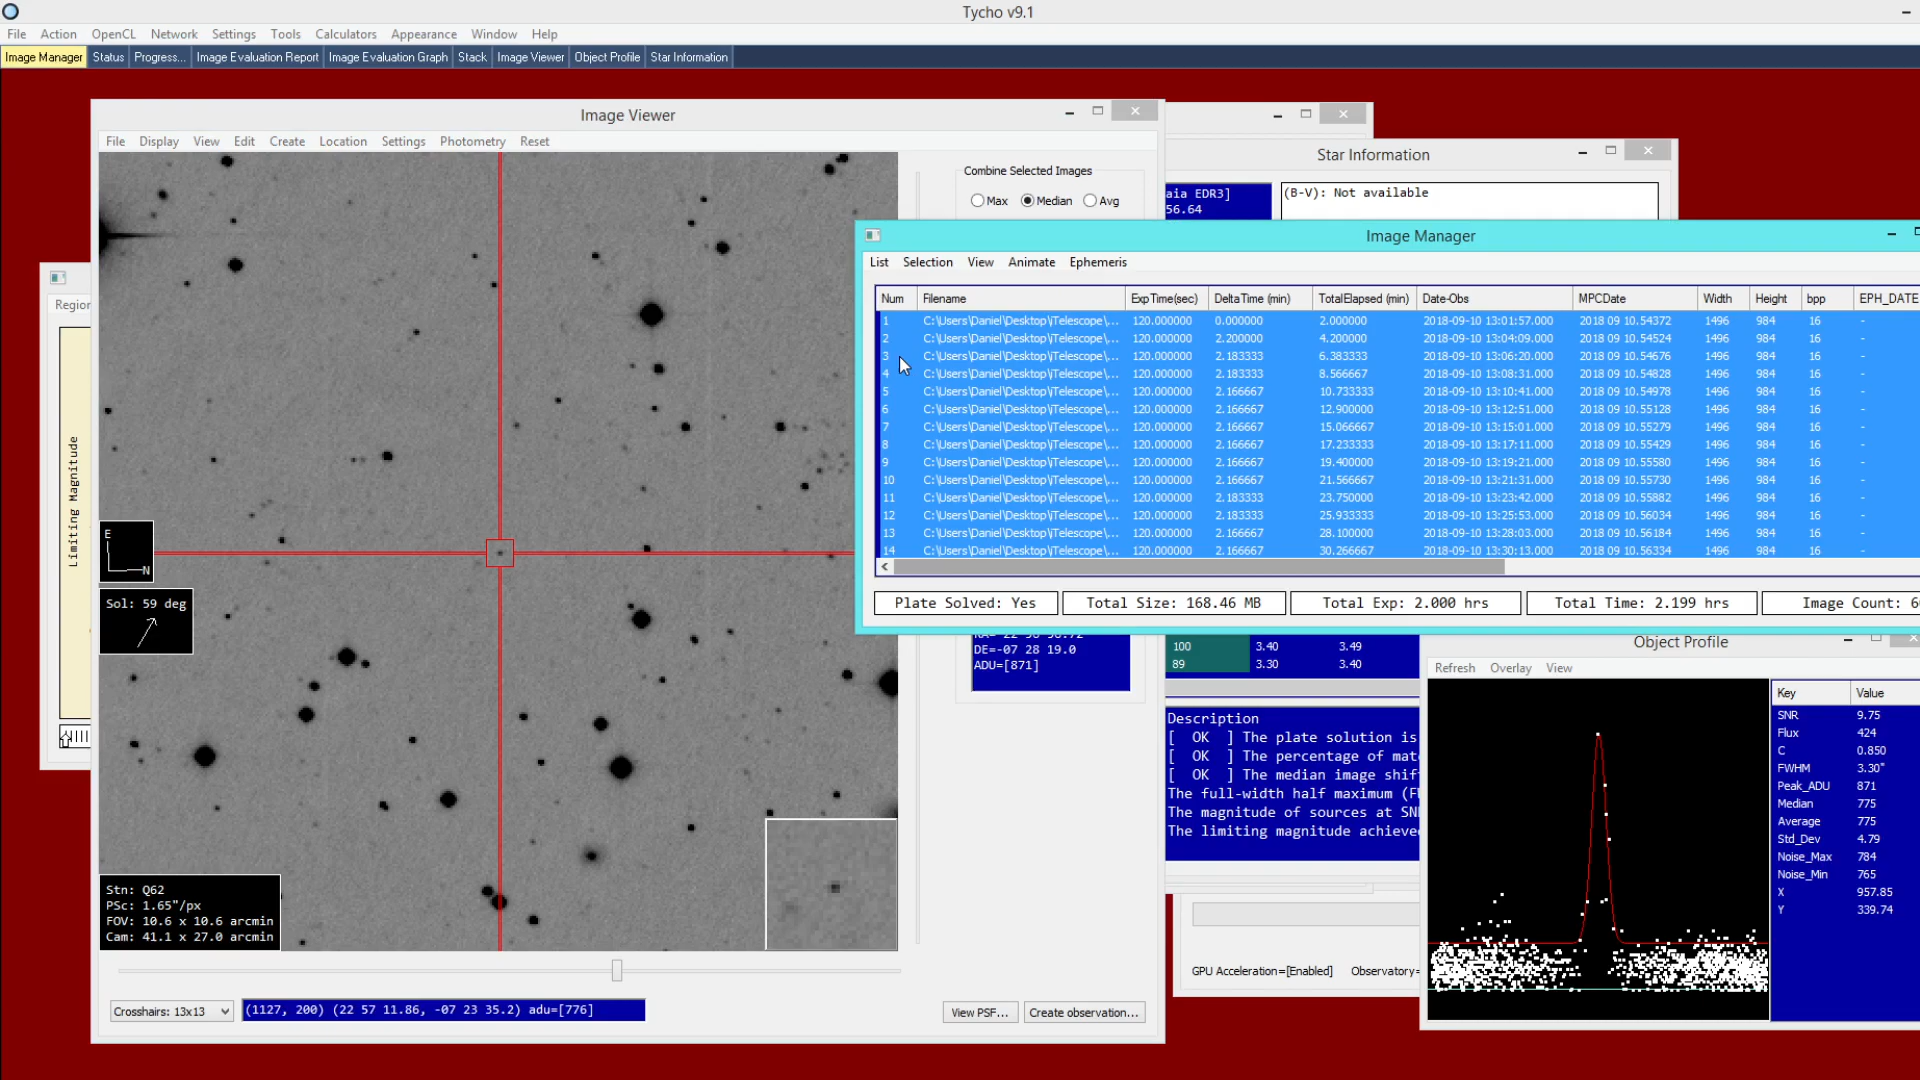 Tycho v9.1
File Action OpenCL Network Settings Tools Calculators Appearance Window Help
Image Manager Status Progress... Image Evaluation Report Image Evaluation Graph Stack Image Viewer Object Profile Star Information
Image Viewer
File Display View Edit Create Location Settings Photometry Reset
Combine Selected Images
Max Median Avg
Star Information
aia EDR3]
56.64
(B-V): Not available
Region
Limiting Magnitude
E
N
Sol: 59 deg
Stn: Q62
PSc: 1.65"/px
FOV: 10.6 x 10.6 arcmin
Cam: 41.1 x 27.0 arcmin
Crosshairs: 13x13
(1127, 200) (22 57 11.86, -07 23 35.2) adu=[776]
View PSF... Create observation...
Image Manager
List Selection View Animate Ephemeris
Num Filename ExpTime(sec) DeltaTime (min) TotalElapsed (min) Date-Obs MPCDate Width Height bpp EPH_DATE
1 C:\Users\Daniel\Desktop\iTelescope\... 120.000000 0.000000 2.000000 2018-09-10 13:01:57.000 2018 09 10.54372 1496 984 16 -
2 C:\Users\Daniel\Desktop\iTelescope\... 120.000000 2.200000 4.200000 2018-09-10 13:04:09.000 2018 09 10.54524 1496 984 16 -
3 C:\Users\Daniel\Desktop\iTelescope\... 120.000000 2.183333 6.383333 2018-09-10 13:06:20.000 2018 09 10.54676 1496 984 16 -
4 C:\Users\Daniel\Desktop\iTelescope\... 120.000000 2.183333 8.566667 2018-09-10 13:08:31.000 2018 09 10.54828 1496 984 16 -
5 C:\Users\Daniel\Desktop\iTelescope\... 120.000000 2.166667 10.733333 2018-09-10 13:10:41.000 2018 09 10.54978 1496 984 16 -
6 C:\Users\Daniel\Desktop\iTelescope\... 120.000000 2.166667 12.900000 2018-09-10 13:12:51.000 2018 09 10.55128 1496 984 16 -
7 C:\Users\Daniel\Desktop\iTelescope\... 120.000000 2.166667 15.066667 2018-09-10 13:15:01.000 2018 09 10.55279 1496 984 16 -
8 C:\Users\Daniel\Desktop\iTelescope\... 120.000000 2.166667 17.233333 2018-09-10 13:17:11.000 2018 09 10.55429 1496 984 16 -
9 C:\Users\Daniel\Desktop\iTelescope\... 120.000000 2.166667 19.400000 2018-09-10 13:19:21.000 2018 09 10.55580 1496 984 16 -
10 C:\Users\Daniel\Desktop\iTelescope\... 120.000000 2.166667 21.566667 2018-09-10 13:21:31.000 2018 09 10.55730 1496 984 16 -
11 C:\Users\Daniel\Desktop\iTelescope\... 120.000000 2.183333 23.750000 2018-09-10 13:23:42.000 2018 09 10.55882 1496 984 16 -
12 C:\Users\Daniel\Desktop\iTelescope\... 120.000000 2.183333 25.933333 2018-09-10 13:25:53.000 2018 09 10.56034 1496 984 16 -
13 C:\Users\Daniel\Desktop\iTelescope\... 120.000000 2.166667 28.100000 2018-09-10 13:28:03.000 2018 09 10.56184 1496 984 16 -
14 C:\Users\Daniel\Desktop\iTelescope\... 120.000000 2.166667 30.266667 2018-09-10 13:30:13.000 2018 09 10.56334 1496 984 16 -
Plate Solved: Yes Total Size: 168.46 MB Total Exp: 2.000 hrs Total Time: 2.199 hrs Image Count: 6
DE=-07 28 19.0
ADU=[871]
100 3.40 3.49
89 3.30 3.40
Description
[ OK ] The plate solution is
[ OK ] The percentage of mat
[ OK ] The median image shif
The full-width half maximum (F
The magnitude of sources at SN
The limiting magnitude achieve
GPU Acceleration=[Enabled] Observatory=
Object Profile
Refresh Overlay View
Key Value
SNR 9.75
Flux 424
C 0.850
FWHM 3.30"
Peak_ADU 871
Median 775
Average 775
Std_Dev 4.79
Noise_Max 784
Noise_Min 765
X 957.85
Y 339.74